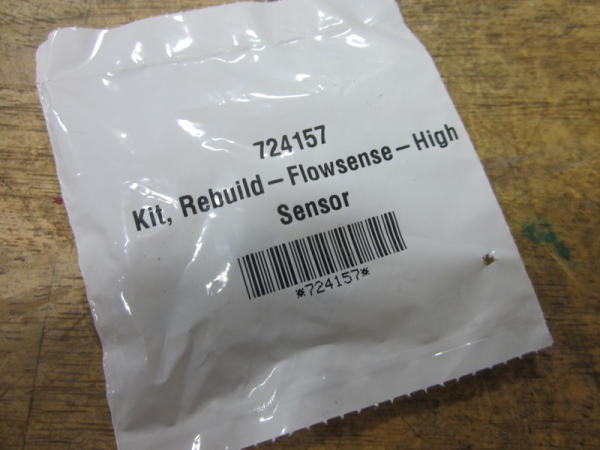 724157
Kit, Rebuild–Flowsense–High
Sensor
*724157*